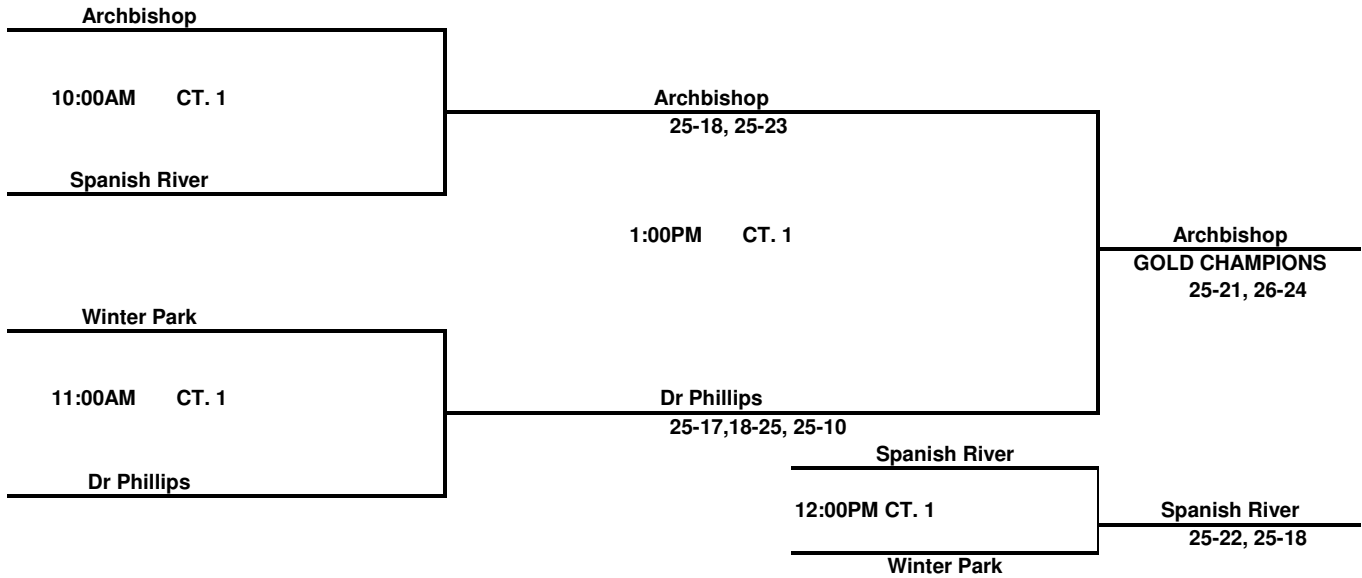 Archbishop
10:00AM CT. 1
Archbishop
25-18, 25-23
Spanish River
1:00PM CT. 1
Archbishop
GOLD CHAMPIONS
25-21, 26-24
Winter Park
11:00AM CT. 1
Dr Phillips
25-17,18-25, 25-10
Dr Phillips
Spanish River
12:00PM CT. 1
Spanish River
25-22, 25-18
Winter Park